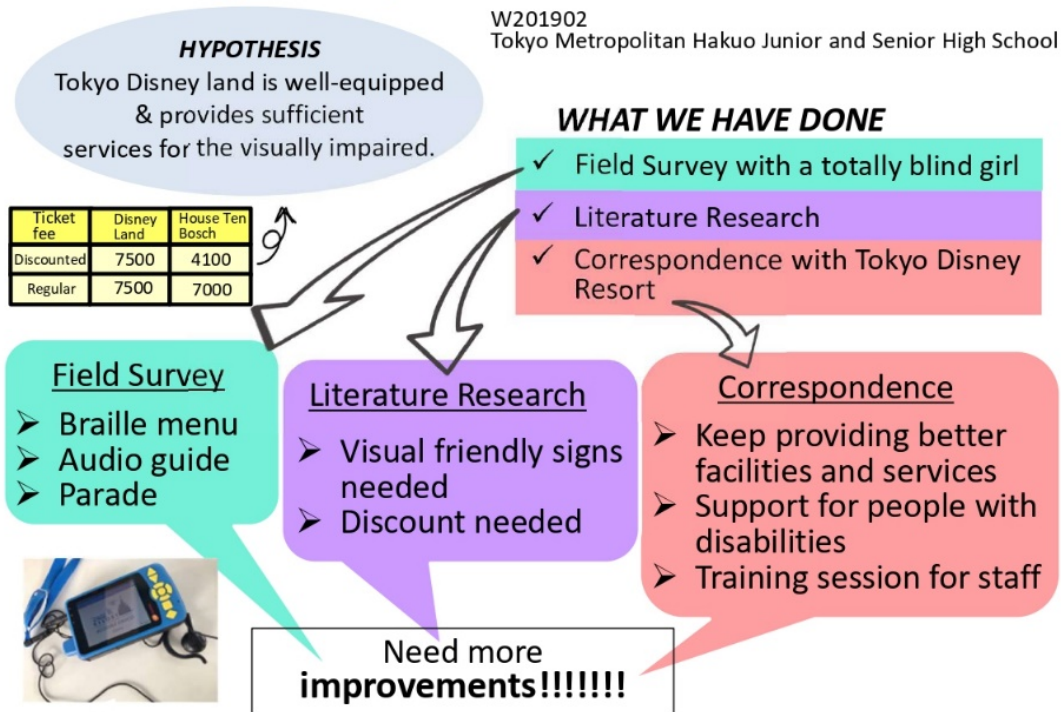 W201902
Tokyo Metropolitan Hakuo Junior and Senior High School
HYPOTHESIS
Tokyo Disney land is well-equipped
& provides sufficient
services for the visually impaired.
WHAT WE HAVE DONE
✓ Field Survey with a totally blind girl
✓ Literature Research
✓ Correspondence with Tokyo Disney
Resort
Ticket fee Disney Land House Ten Bosch
Discounted 7500 4100
Regular 7500 7000
Field Survey
➢ Braille menu
➢ Audio guide
➢ Parade
Literature Research
➢ Visual friendly signs
needed
➢ Discount needed
Correspondence
➢ Keep providing better
facilities and services
➢ Support for people with
disabilities
➢ Training session for staff
Need more
improvements!!!!!!!